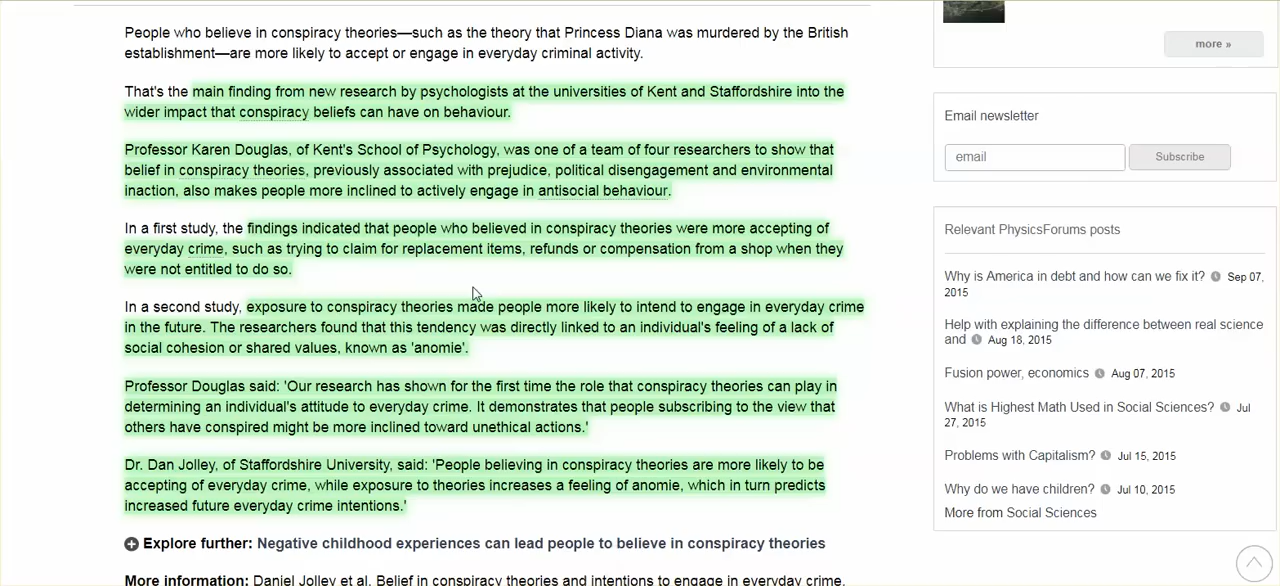 People who believe in conspiracy theories—such as the theory that Princess Diana was murdered by the British
establishment—are more likely to accept or engage in everyday criminal activity.
That's the main finding from new research by psychologists at the universities of Kent and Staffordshire into the
wider impact that conspiracy beliefs can have on behaviour.
Professor Karen Douglas, of Kent's School of Psychology, was one of a team of four researchers to show that
belief in conspiracy theories, previously associated with prejudice, political disengagement and environmental
inaction, also makes people more inclined to actively engage in antisocial behaviour.
In a first study, the findings indicated that people who believed in conspiracy theories were more accepting of
everyday crime, such as trying to claim for replacement items, refunds or compensation from a shop when they
were not entitled to do so.
In a second study, exposure to conspiracy theories made people more likely to intend to engage in everyday crime
in the future. The researchers found that this tendency was directly linked to an individual's feeling of a lack of
social cohesion or shared values, known as 'anomie'.
Professor Douglas said: 'Our research has shown for the first time the role that conspiracy theories can play in
determining an individual's attitude to everyday crime. It demonstrates that people subscribing to the view that
others have conspired might be more inclined toward unethical actions.'
Dr. Dan Jolley, of Staffordshire University, said: 'People believing in conspiracy theories are more likely to be
accepting of everyday crime, while exposure to theories increases a feeling of anomie, which in turn predicts
increased future everyday crime intentions.'
Explore further: Negative childhood experiences can lead people to believe in conspiracy theories
More information: Daniel Jolley et al. Belief in conspiracy theories and intentions to engage in everyday crime,
more »
Email newsletter
email
Subscribe
Relevant PhysicsForums posts
Why is America in debt and how can we fix it? Sep 07,
2015
Help with explaining the difference between real science
and Aug 18, 2015
Fusion power, economics Aug 07, 2015
What is Highest Math Used in Social Sciences? Jul
27, 2015
Problems with Capitalism? Jul 15, 2015
Why do we have children? Jul 10, 2015
More from Social Sciences